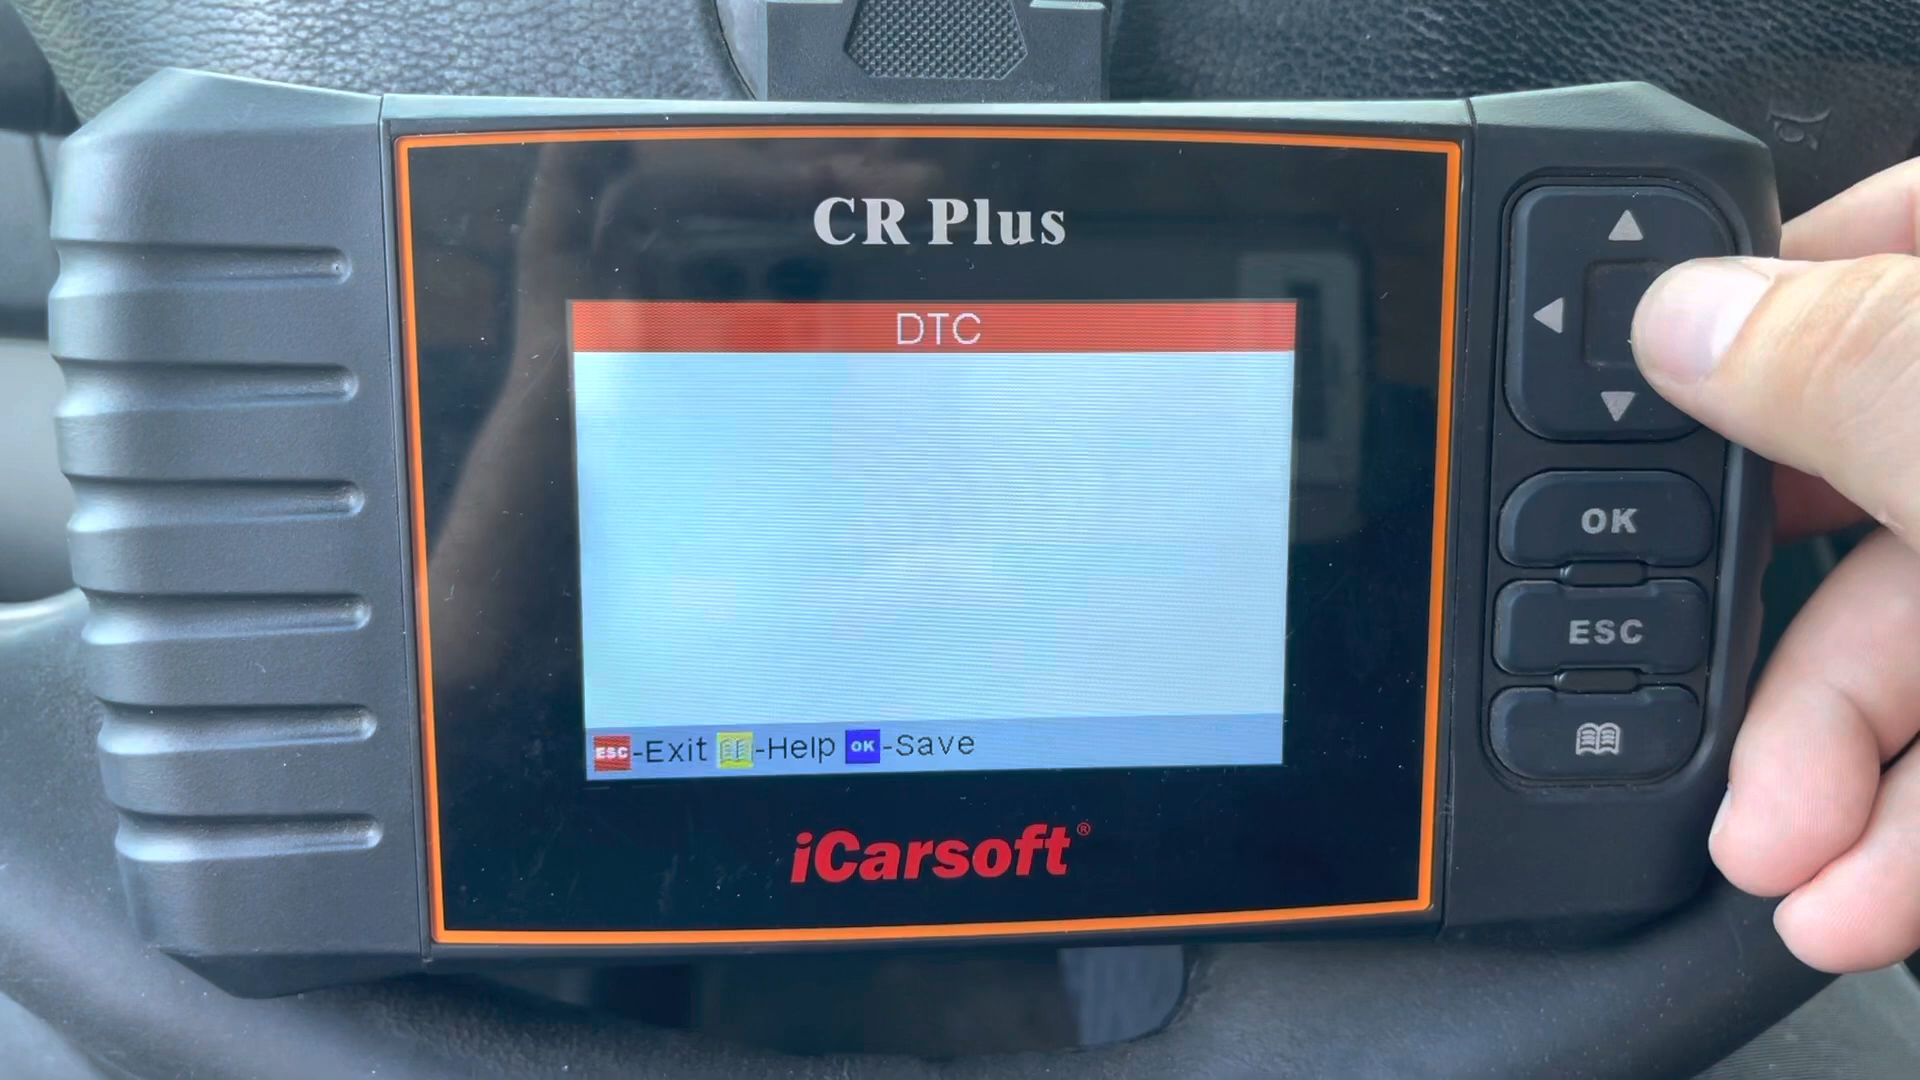 CR Plus
DTC
ESC-Exit -Help OK-Save
iCarsoft®
OK
ESC